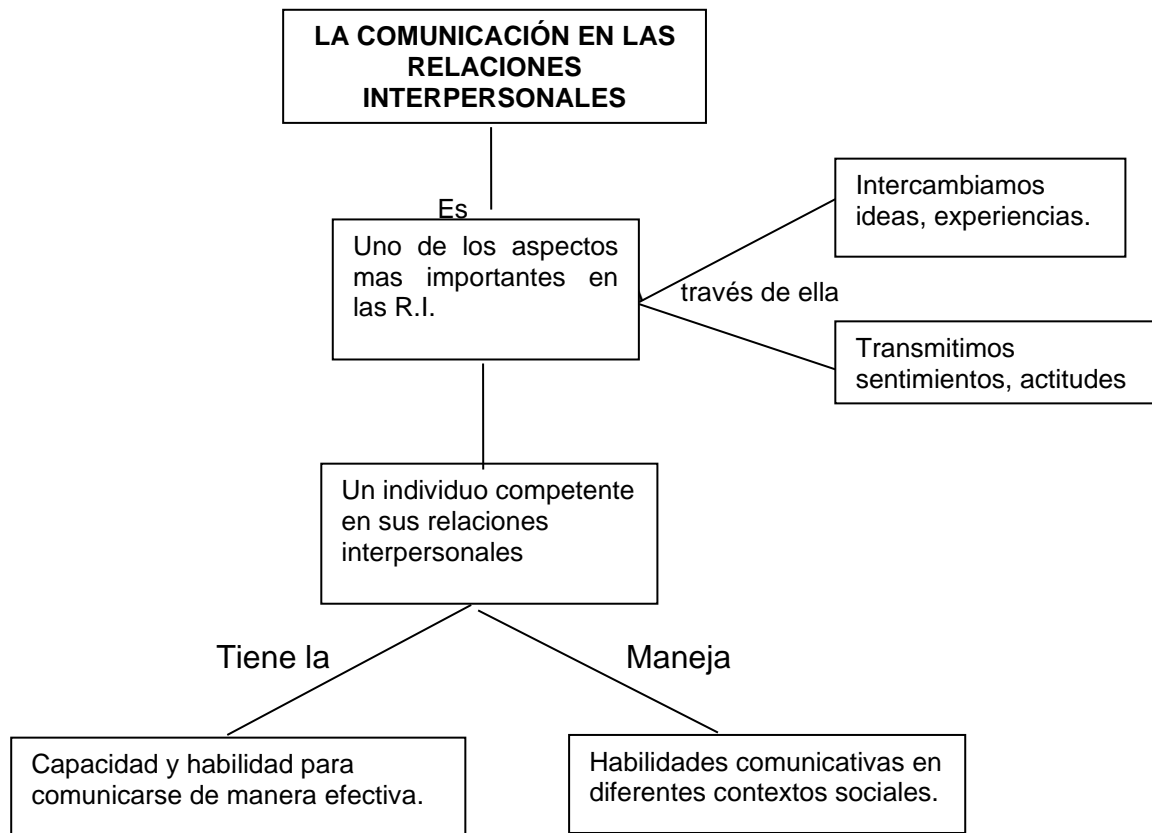 LA COMUNICACIÓN EN LAS
RELACIONES
INTERPERSONALES
Es
Uno de los aspectos
mas importantes en
las R.I.
través de ella
Intercambiamos
ideas, experiencias.
Transmitimos
sentimientos, actitudes
Un individuo competente
en sus relaciones
interpersonales
Tiene la
Maneja
Capacidad y habilidad para
comunicarse de manera efectiva.
Habilidades comunicativas en
diferentes contextos sociales.